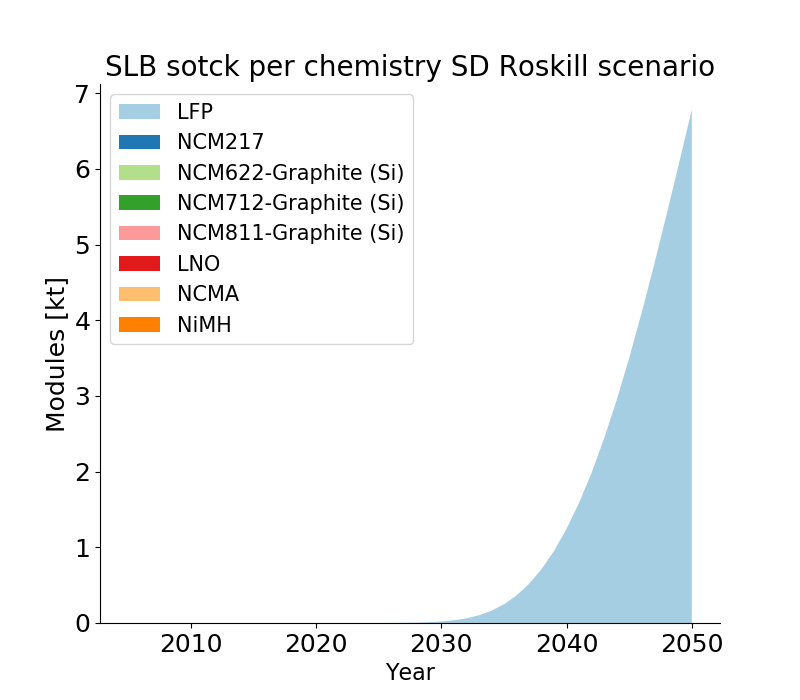 SLB sotck per chemistry SD Roskill scenario
7
6
5
4
3
2
1
0
Modules [kt]
LFP
NCM217
NCM622-Graphite (Si)
NCM712-Graphite (Si)
NCM811-Graphite (Si)
LNO
NCMA
NiMH
2010 2020 2030 2040 2050
Year